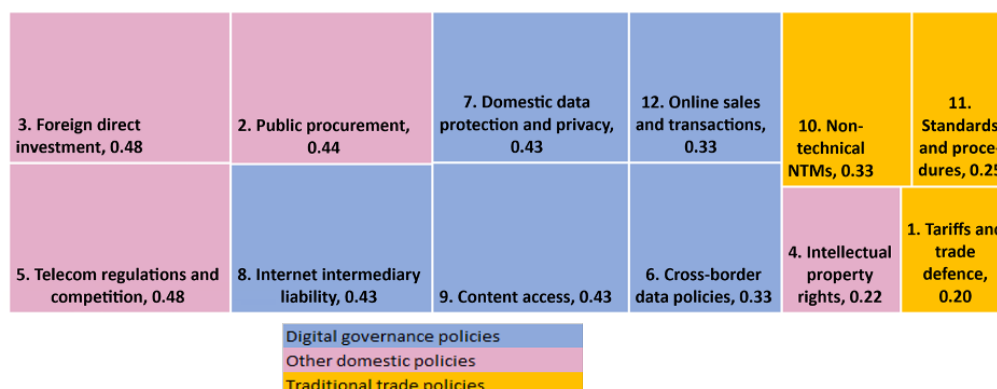 3. Foreign direct
investment, 0.48
2. Public procurement,
0.44
7. Domestic data
protection and privacy,
0.43
12. Online sales
and transactions,
0.33
10. Non-
technical
NTMs, 0.33
11.
Standards
and proce-
dures, 0.25
5. Telecom regulations and
competition, 0.48
8. Internet intermediary
liability, 0.43
9. Content access, 0.43
6. Cross-border
data policies, 0.33
4. Intellectual
property
rights, 0.22
1. Tariffs and
trade
defence,
0.20
Digital governance policies
Other domestic policies
Traditional trade policies